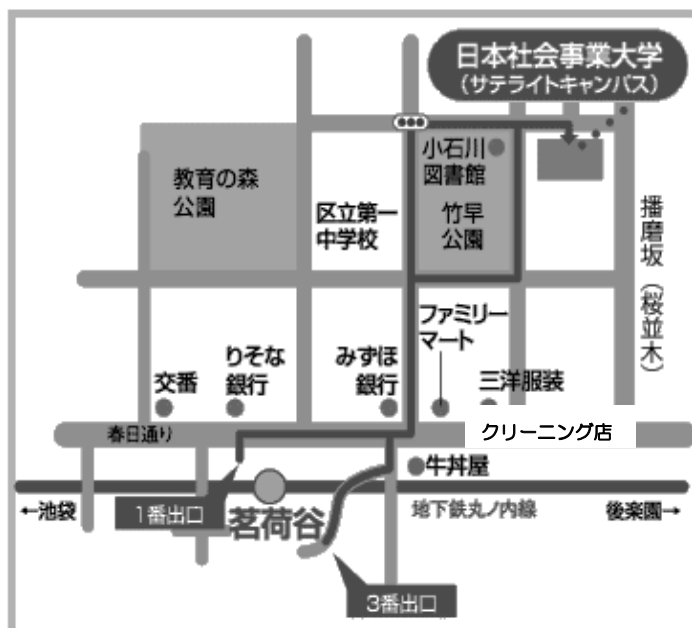 日本社会事業大学
（サテライトキャンパス）
教育の森
公園
区立第一
中学校
小石川
図書館
竹早
公園
播磨坂（桜並木）
ファミリー
マート
交番
りそな
銀行
みずほ
銀行
三洋服装
春日通り
クリーニング店
牛丼屋
←池袋
1番出口
茗荷谷
地下鉄丸ノ内線
後楽園→
3番出口